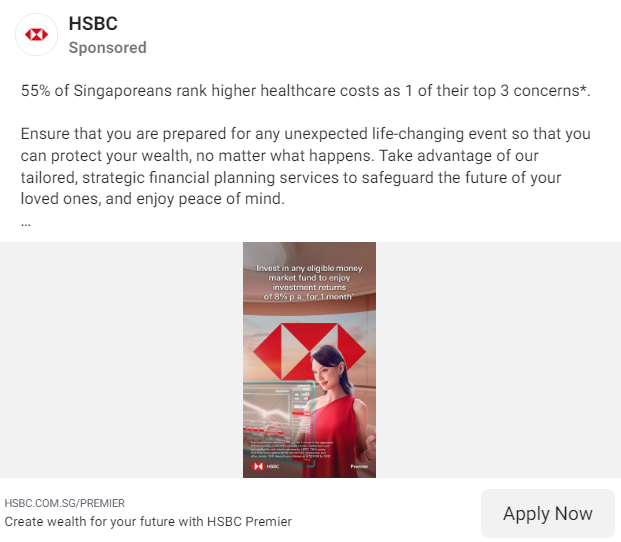 HSBC
Sponsored
55% of Singaporeans rank higher healthcare costs as 1 of their top 3 concerns*.
Ensure that you are prepared for any unexpected life-changing event so that you
can protect your wealth, no matter what happens. Take advantage of our
tailored, strategic financial planning services to safeguard the future of your
loved ones, and enjoy peace of mind.
...
Invest in any eligible money
market fund to enjoy
investment returns
of 8% p.a. for 1 month*
HSBC
Premier
HSBC.COM.SG/PREMIER
Create wealth for your future with HSBC Premier
Apply Now